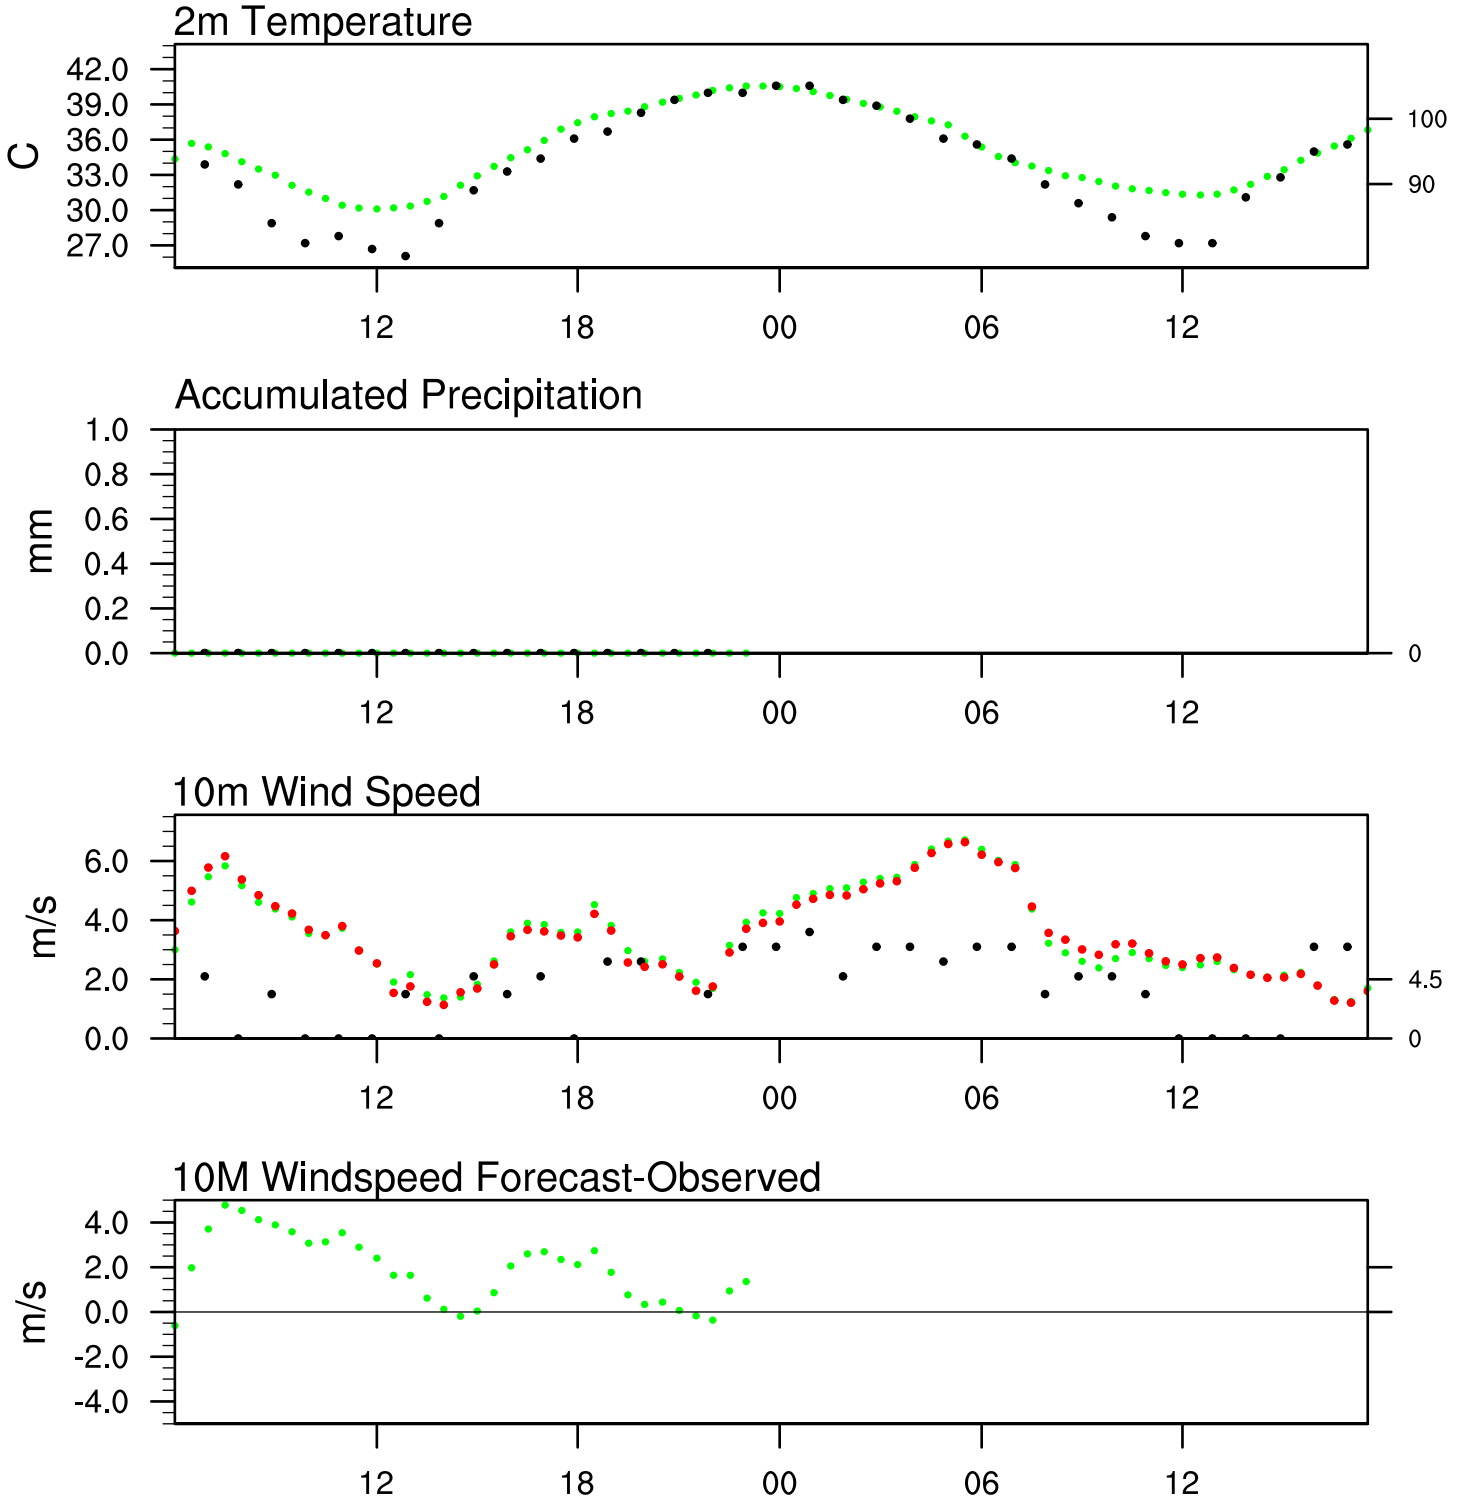 2m Temperature
42.0
39.0
36.0
33.0
30.0
27.0
C
100
90
12 18 00 06 12
Accumulated Precipitation
1.0
0.8
0.6
0.4
0.2
0.0
mm
0
12 18 00 06 12
10m Wind Speed
6.0
4.0
2.0
0.0
m/s
4.5
0
12 18 00 06 12
10M Windspeed Forecast-Observed
4.0
2.0
0.0
-2.0
-4.0
m/s
12 18 00 06 12